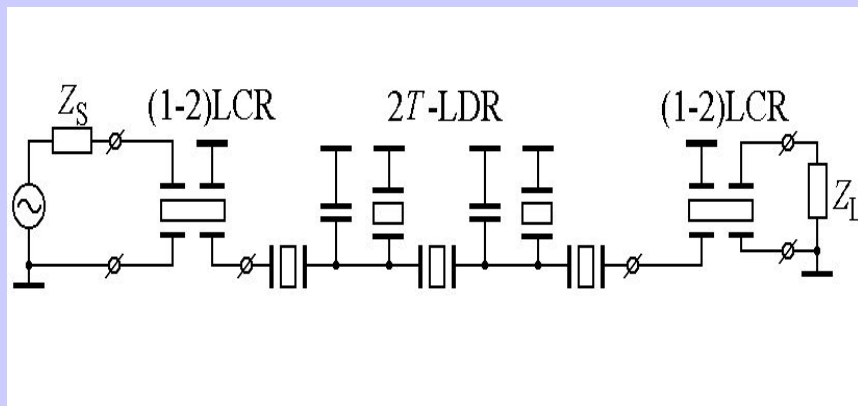 Z_S
(1-2)LCR
2T-LDR
(1-2)LCR
Z_L